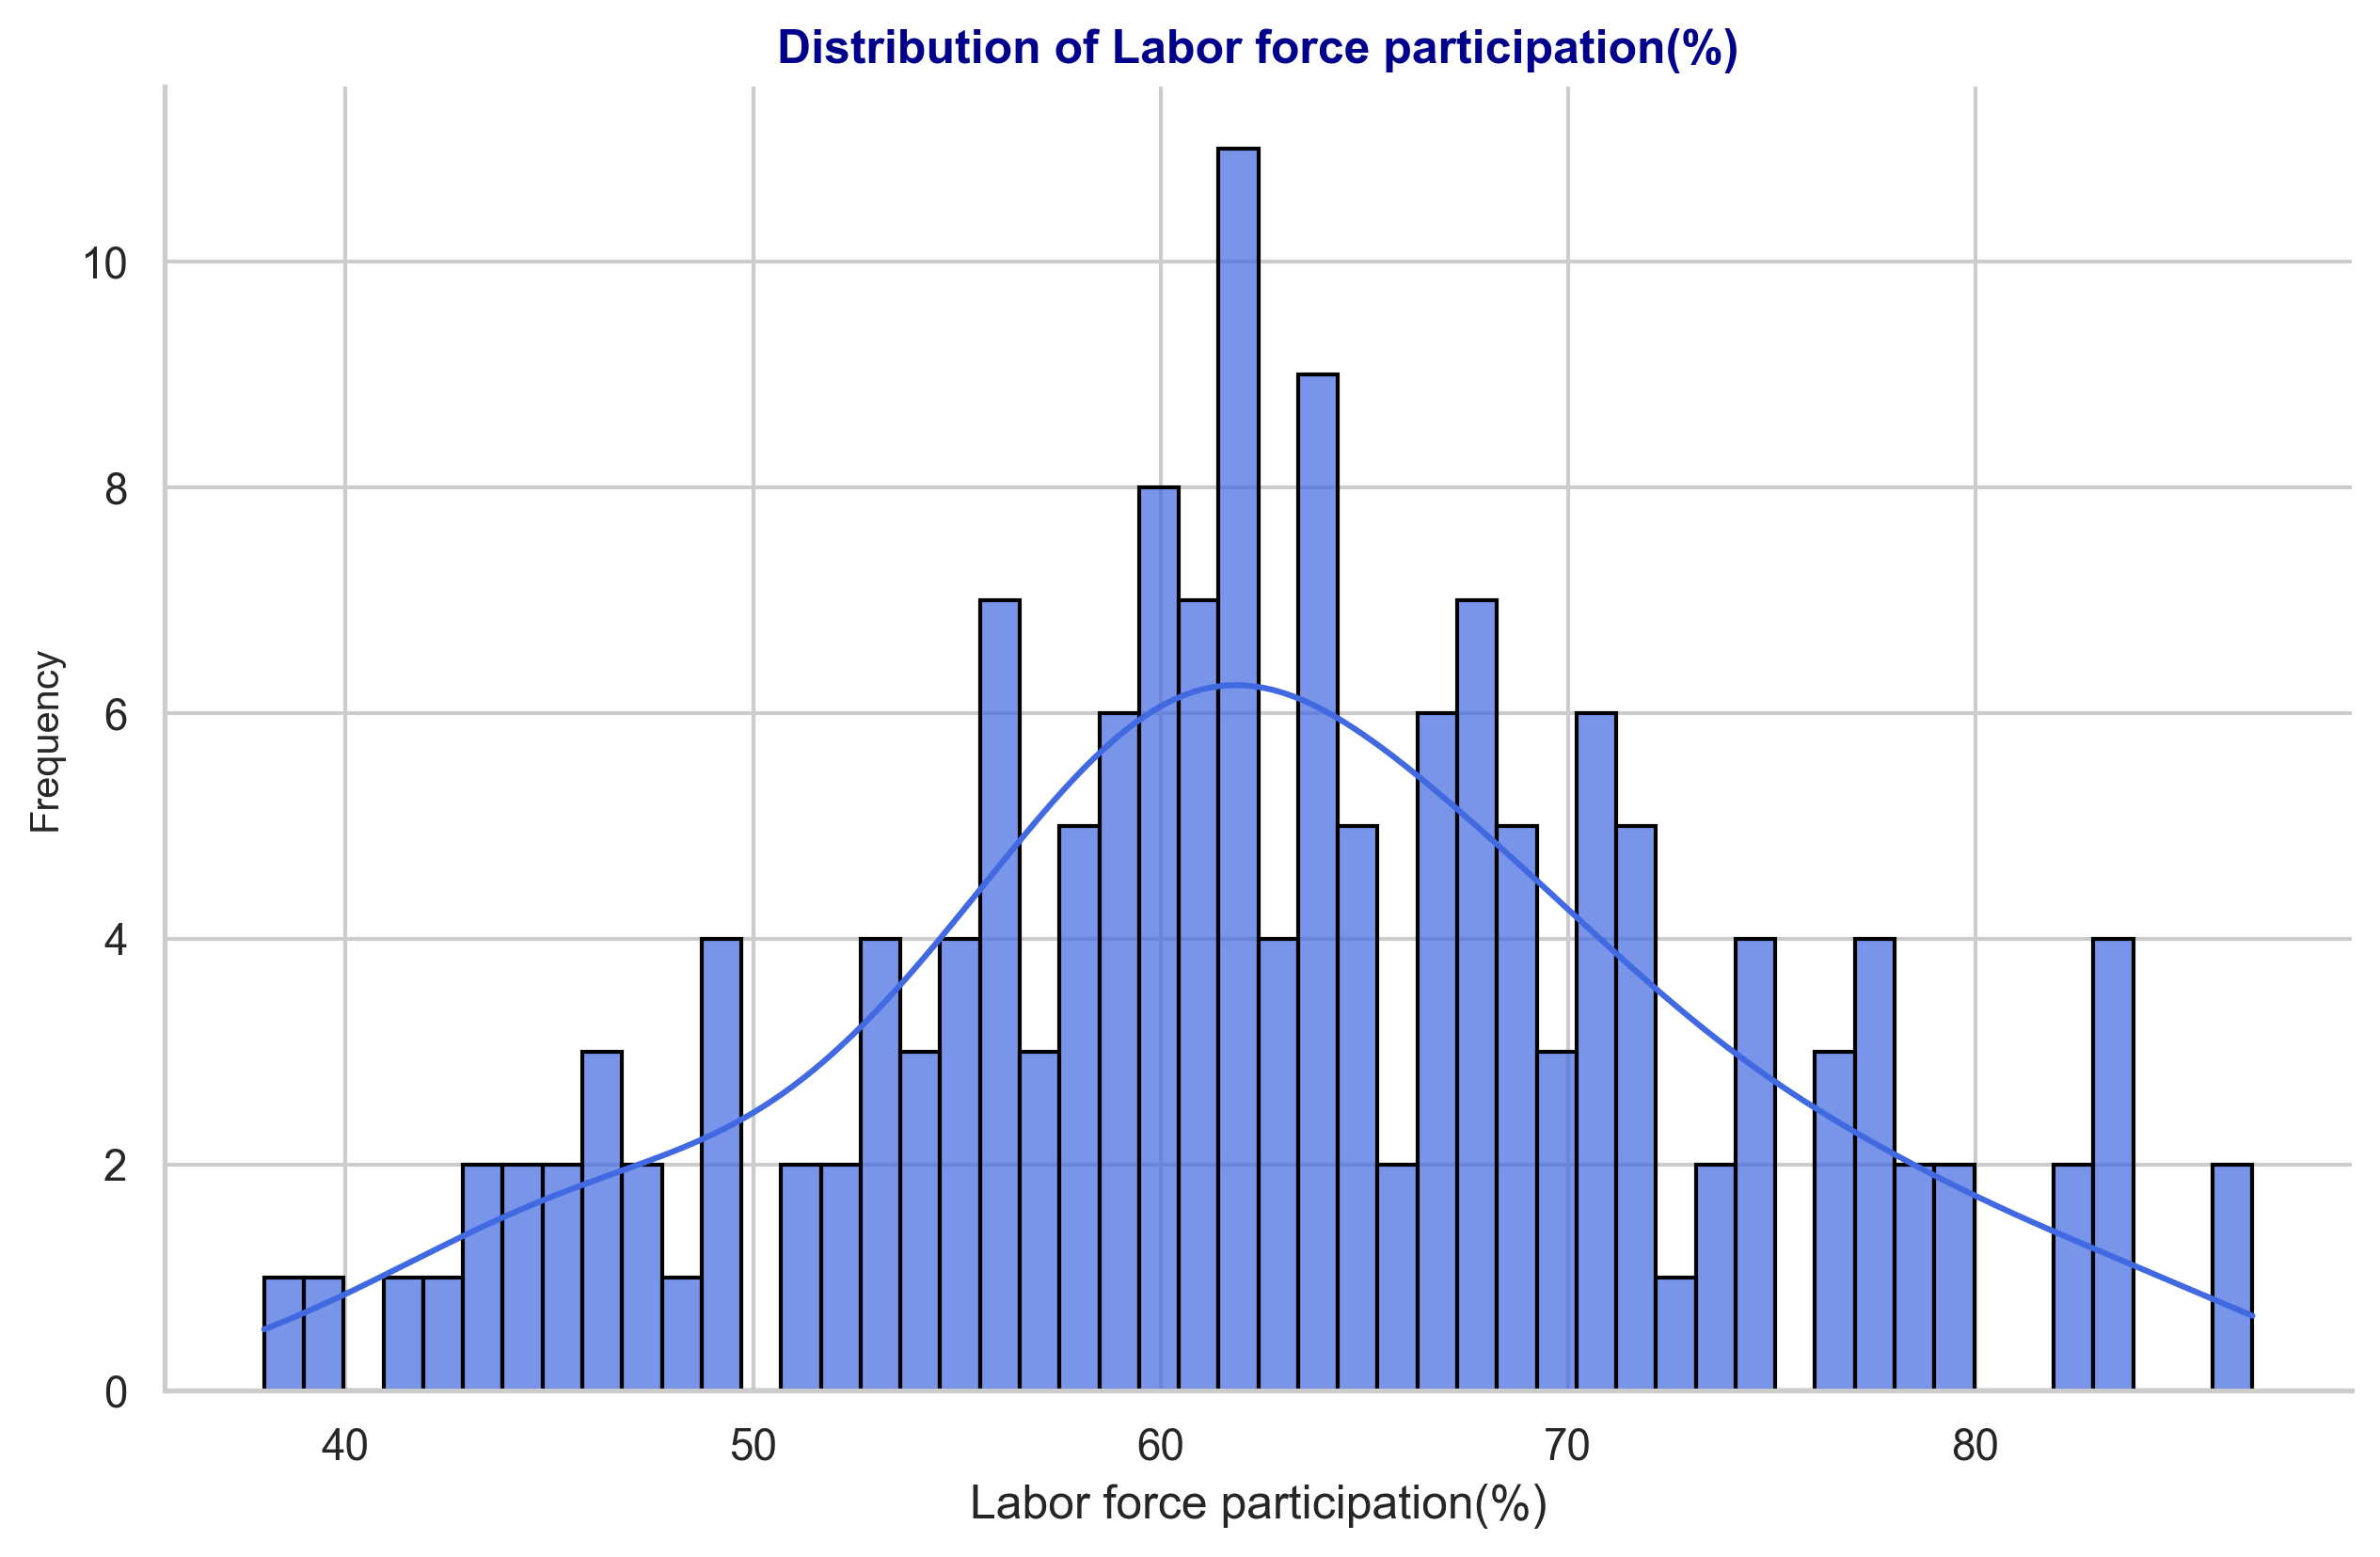 Distribution of Labor force participation(%)
Frequency
10
8
6
4
2
0
40 50 60 70 80
Labor force participation(%)